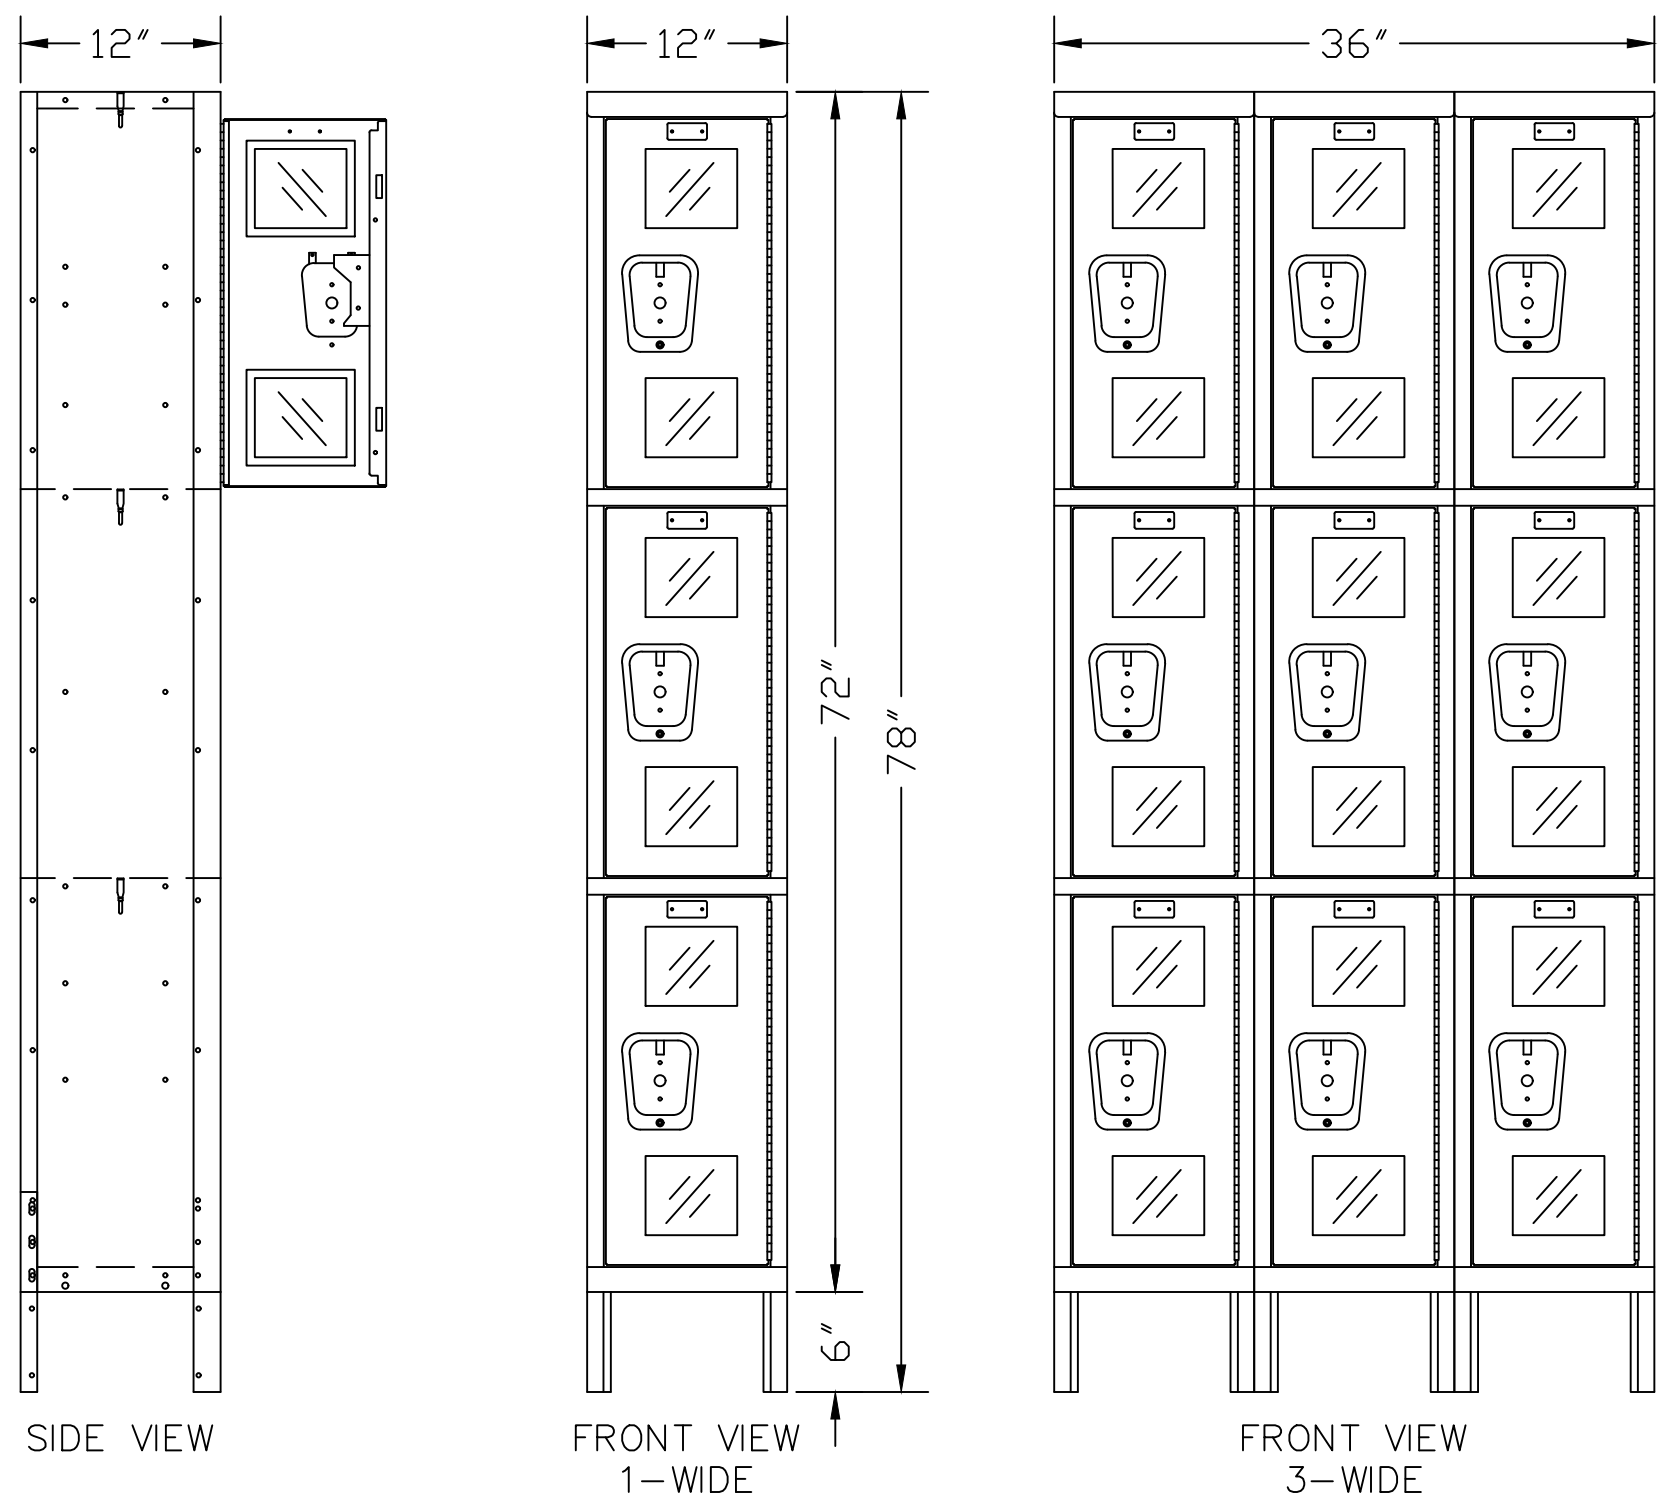 12"
12"
36"
72"
78"
6"
SIDE VIEW
FRONT VIEW
1-WIDE
FRONT VIEW
3-WIDE